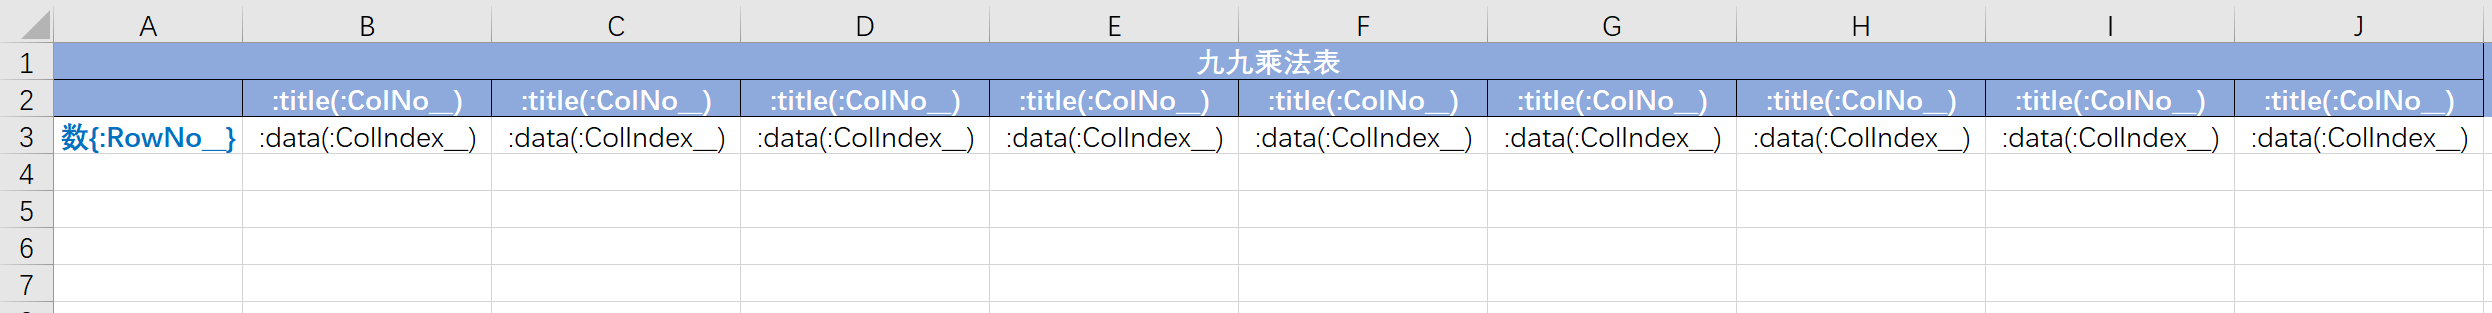 A B C D E F G H I J
1 九九乘法表
2 :title(:ColNo__) :title(:ColNo__) :title(:ColNo__) :title(:ColNo__) :title(:ColNo__) :title(:ColNo__) :title(:ColNo__) :title(:ColNo__) :title(:ColNo__)
3 数{:RowNo__} :data(:ColIndex__) :data(:ColIndex__) :data(:ColIndex__) :data(:ColIndex__) :data(:ColIndex__) :data(:ColIndex__) :data(:ColIndex__) :data(:ColIndex__) :data(:ColIndex__)
4
5
6
7